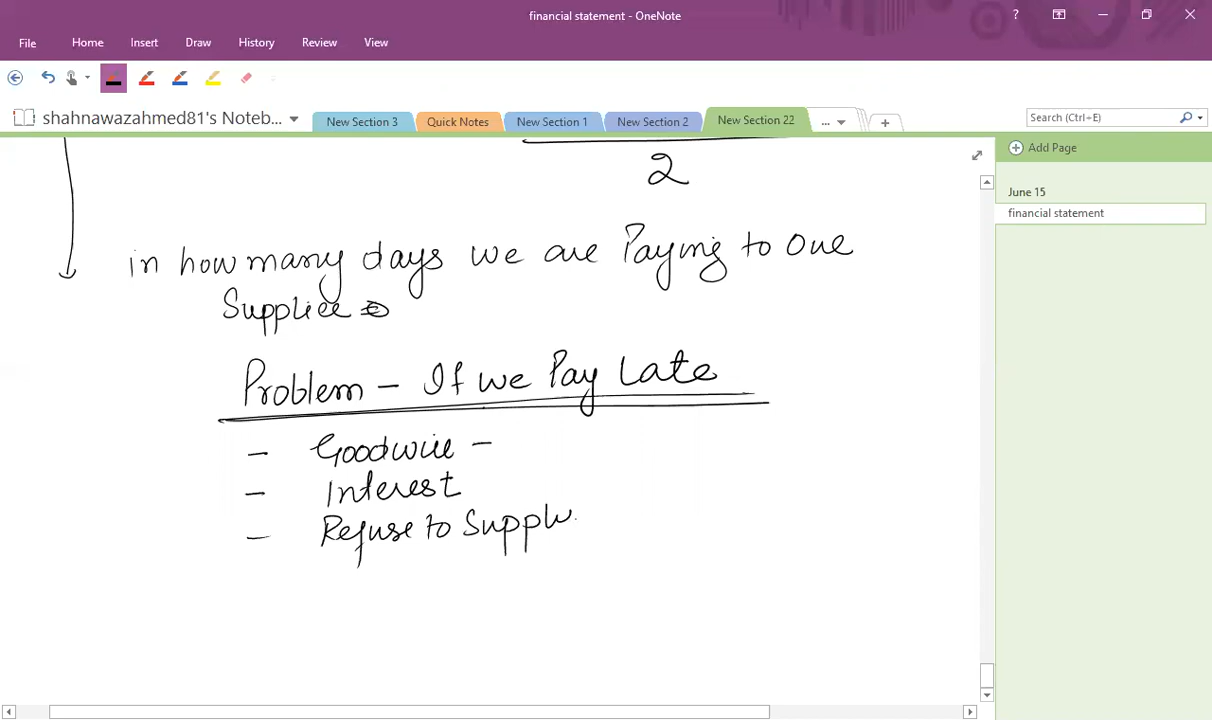 financial statement - OneNote
?
File Home Insert Draw History Review View
shahnawazahmed81's Noteb... New Section 3 Quick Notes New Section 1 New Section 2 New Section 22 ... Search (Ctrl+E)
Add Page
June 15
financial statement
2
in how many days we are Paying to One
Problem - If we Pay Late
- Goodwill -
- Interest
- Refuse to